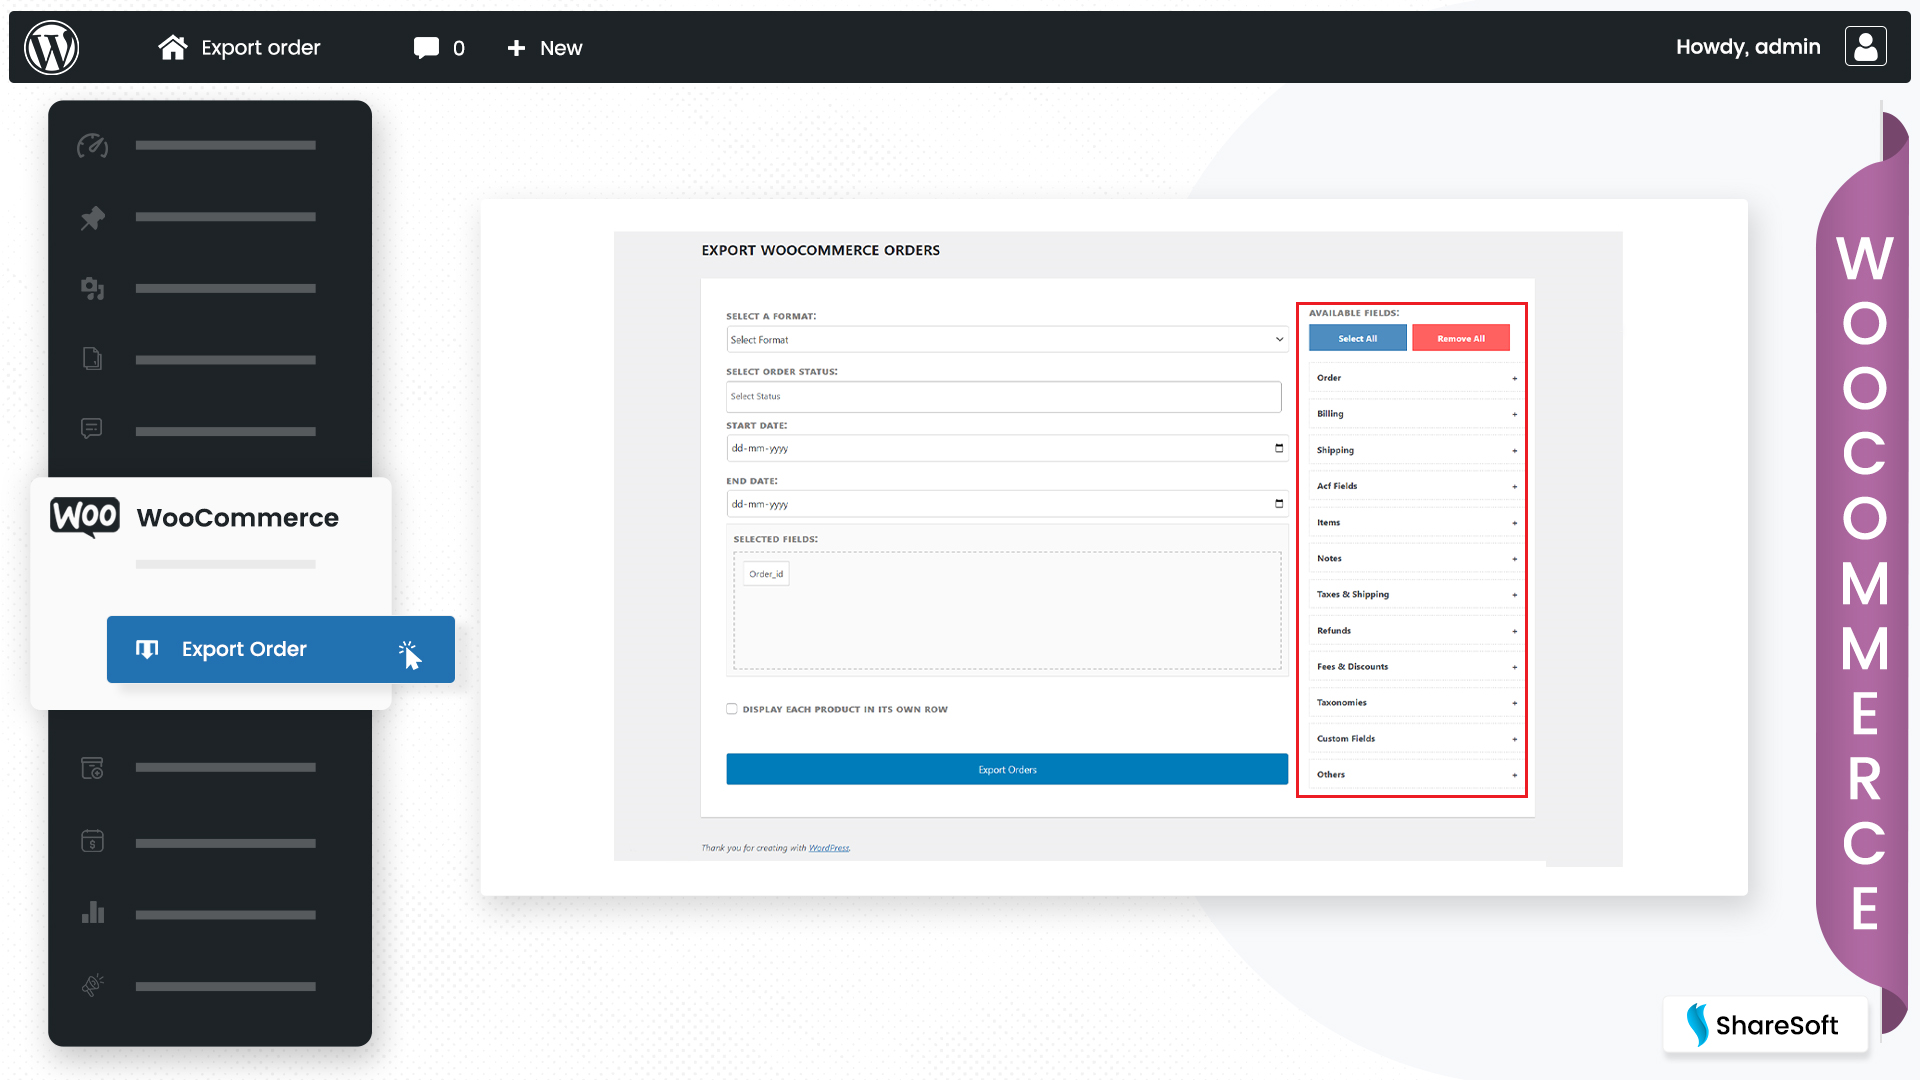 Export order
0
New
Howdy, admin
WOO
WooCommerce
Export Order
EXPORT WOOCOMMERCE ORDERS
SELECT A FORMAT:
Select Format
SELECT ORDER STATUS:
Select Status
START DATE:
dd-mm-yyyy
END DATE:
dd-mm-yyyy
SELECTED FIELDS:
Order_id
DISPLAY EACH PRODUCT IN ITS OWN ROW
Export Orders
Thank you for creating with WordPress.
AVAILABLE FIELDS:
Select All Remove All
Order +
Billing +
Shipping +
Acf Fields +
Items +
Notes +
Taxes & Shipping +
Refunds +
Fees & Discounts +
Taxonomies +
Custom Fields +
Others +
WOOCOMMERCE
ShareSoft